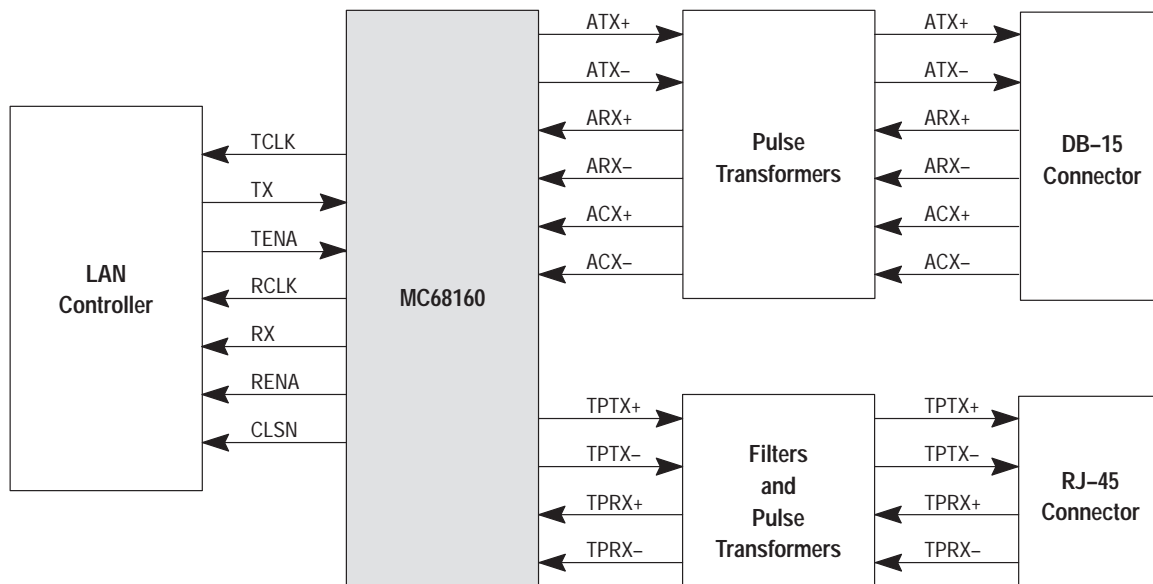 LAN
Controller
TCLK
TX
TENA
RCLK
RX
RENA
CLSN
MC68160
ATX+
ATX–
ARX+
ARX–
ACX+
ACX–
Pulse
Transformers
ATX+
ATX–
ARX+
ARX–
ACX+
ACX–
DB–15
Connector
TPTX+
TPTX–
TPRX+
TPRX–
Filters
and
Pulse
Transformers
TPTX+
TPTX–
TPRX+
TPRX–
RJ–45
Connector